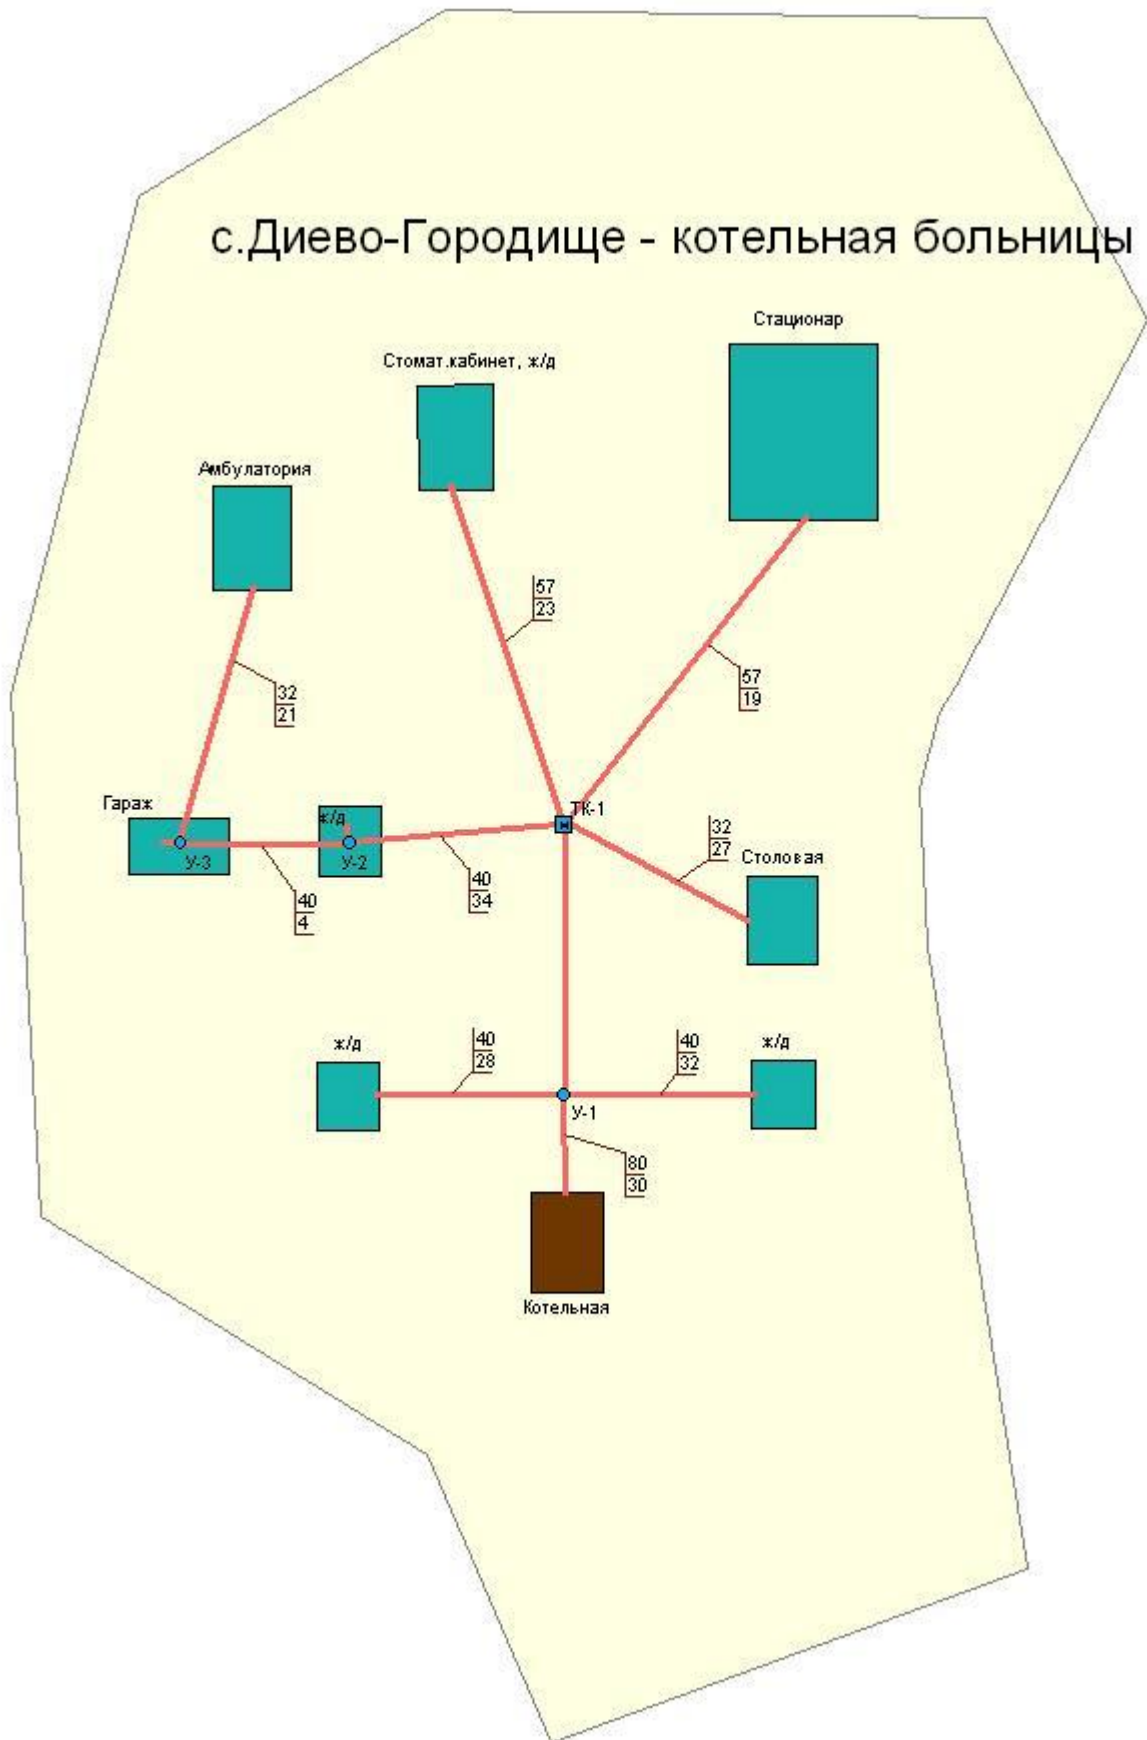 с.Диево-Городище - котельная больницы
Стационар
Стомат.кабинет, ж/д
Амбулатория
57
23
57
19
32
21
Гараж
ж/д
ТК-1
У-3
У-2
32
27
Столовая
40
4
40
34
ж/д
40
28
40
32
ж/д
У-1
80
30
Котельная